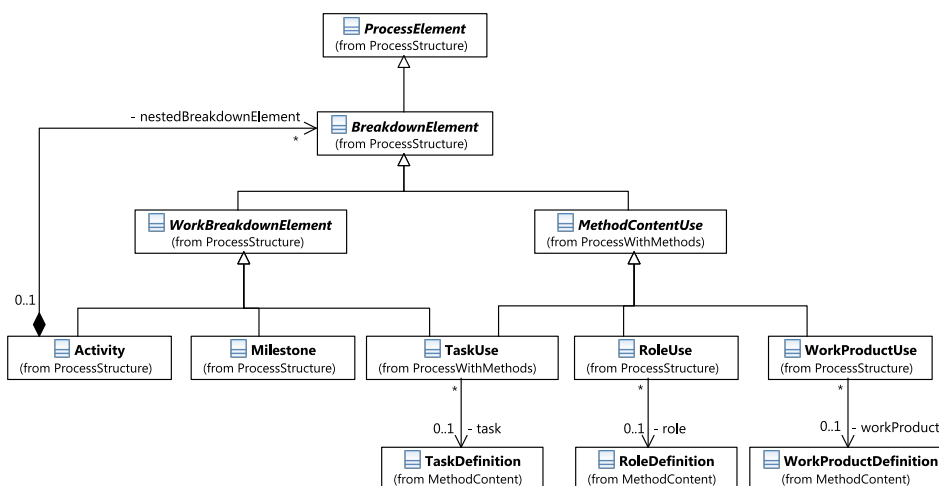 ProcessElement
(from ProcessStructure)
- nestedBreakdownElement
*
BreakdownElement
(from ProcessStructure)
WorkBreakdownElement
(from ProcessStructure)
MethodContentUse
(from ProcessWithMethods)
0..1
Activity
(from ProcessStructure)
Milestone
(from ProcessStructure)
TaskUse
(from ProcessWithMethods)
RoleUse
(from ProcessStructure)
WorkProductUse
(from ProcessStructure)
*
*
*
0..1 - task
0..1 - role
0..1 - workProduct
TaskDefinition
(from MethodContent)
RoleDefinition
(from MethodContent)
WorkProductDefinition
(from MethodContent)